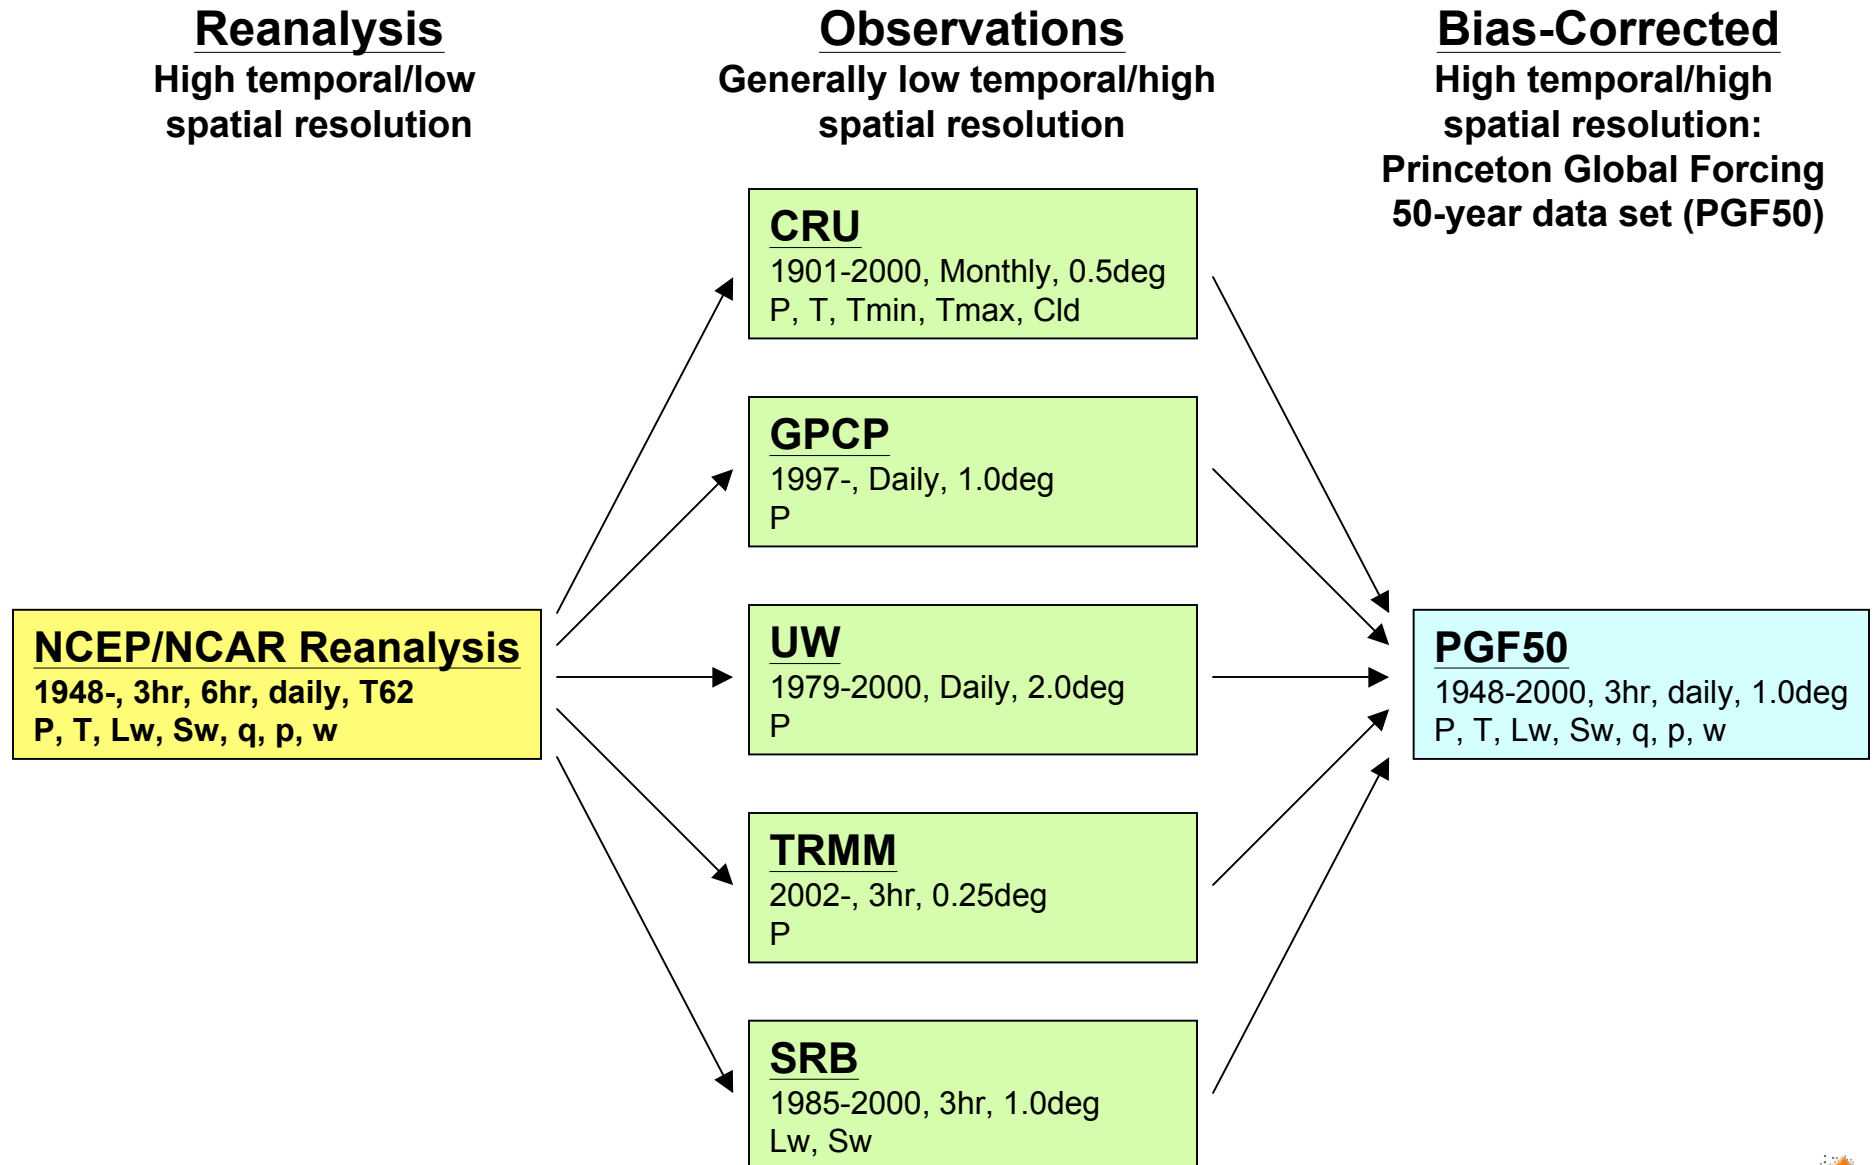 Reanalysis
High temporal/low
spatial resolution
Observations
Generally low temporal/high
spatial resolution
Bias-Corrected
High temporal/high
spatial resolution:
Princeton Global Forcing
50-year data set (PGF50)
CRU
1901-2000, Monthly, 0.5deg
P, T, Tmin, Tmax, Cld
GPCP
1997-, Daily, 1.0deg
P
NCEP/NCAR Reanalysis
1948-, 3hr, 6hr, daily, T62
P, T, Lw, Sw, q, p, w
UW
1979-2000, Daily, 2.0deg
P
PGF50
1948-2000, 3hr, daily, 1.0deg
P, T, Lw, Sw, q, p, w
TRMM
2002-, 3hr, 0.25deg
P
SRB
1985-2000, 3hr, 1.0deg
Lw, Sw